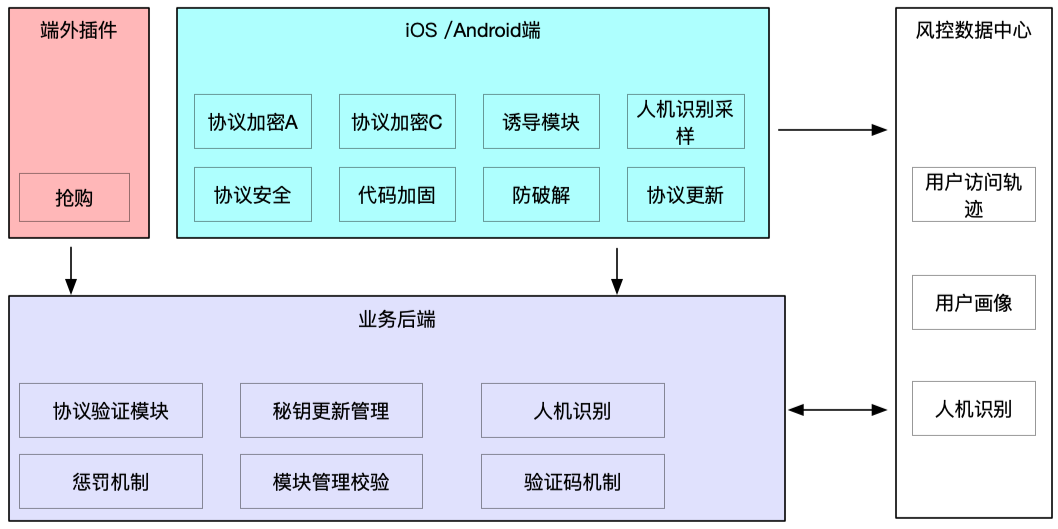 端外插件
抢购
iOS /Android端
协议加密A
协议加密C
诱导模块
人机识别采
样
协议安全
代码加固
防破解
协议更新
风控数据中心
用户访问轨
迹
用户画像
人机识别
业务后端
协议验证模块
秘钥更新管理
人机识别
惩罚机制
模块管理校验
验证码机制